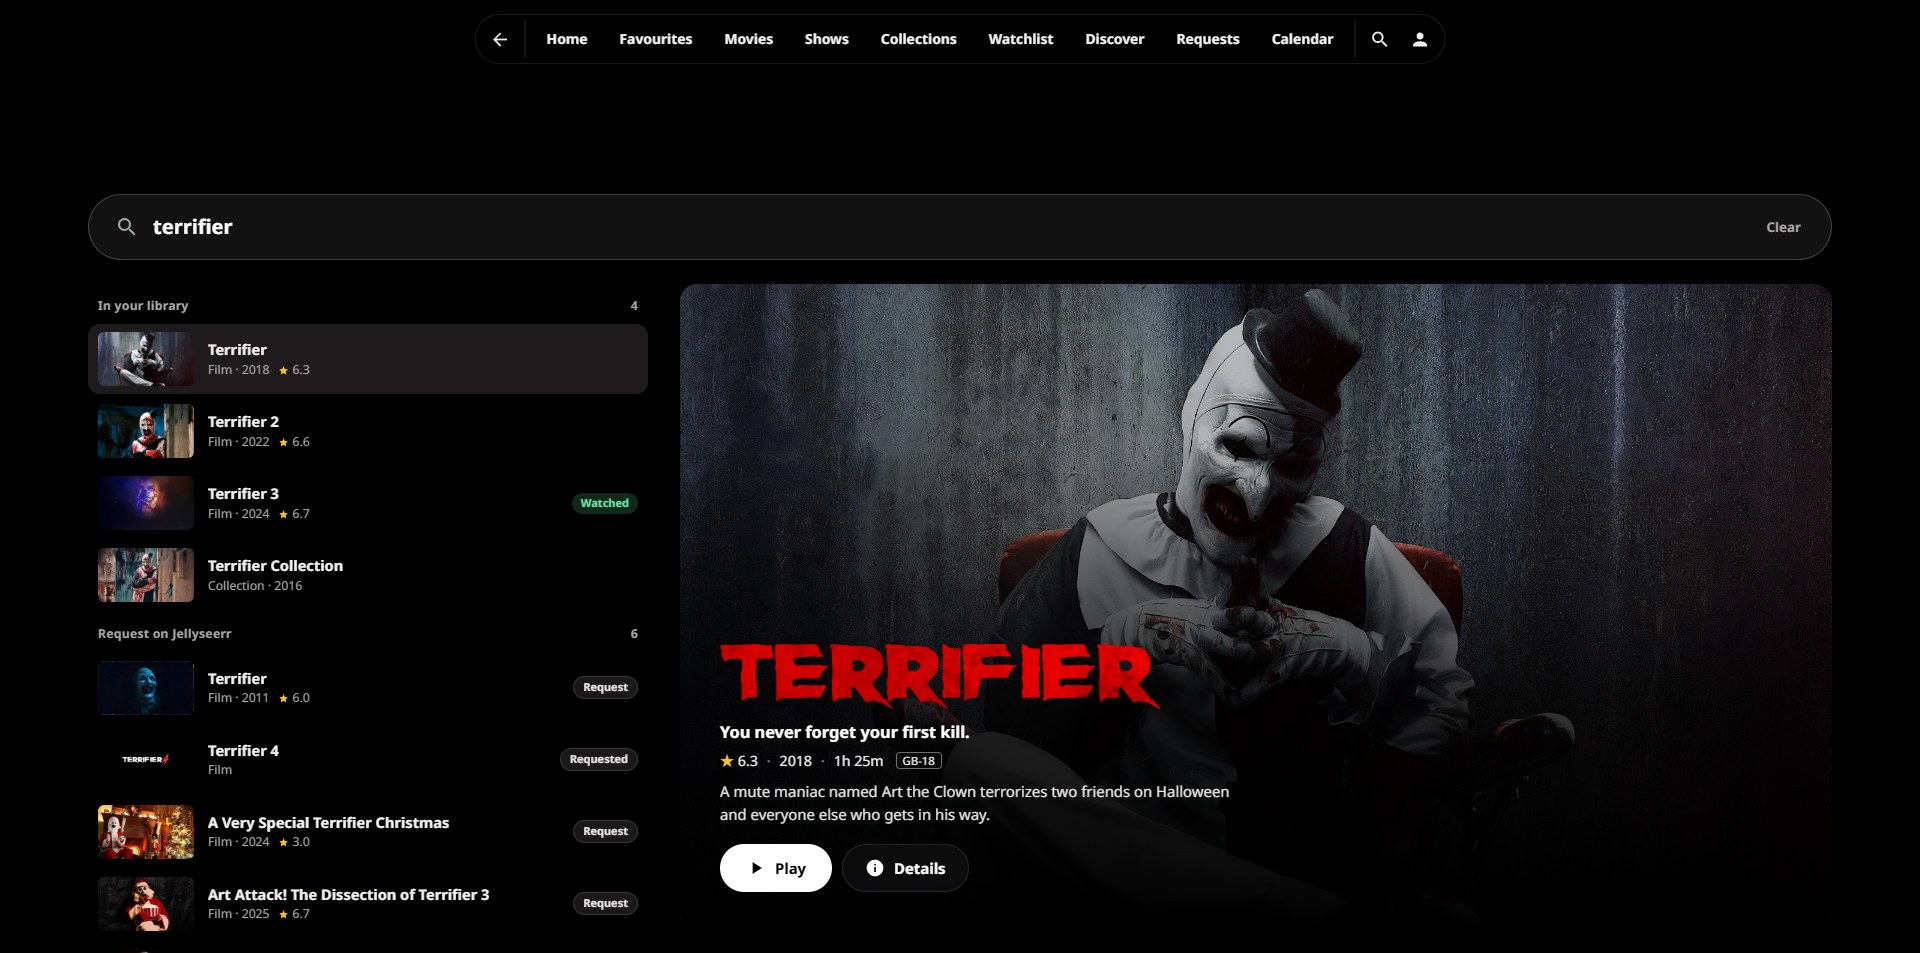 Home Favourites Movies Shows Collections Watchlist Discover Requests Calendar
terrifier Clear
In your library 4
Terrifier
Film · 2018 ★ 6.3
Terrifier 2
Film · 2022 ★ 6.6
Terrifier 3
Film · 2024 ★ 6.7
Watched
Terrifier Collection
Collection · 2016
Request on Jellyseerr 6
Terrifier
Film · 2011 ★ 6.0
Request
TERRIFIER 4
Terrifier 4
Film
Requested
A Very Special Terrifier Christmas
Film · 2024 ★ 3.0
Request
Art Attack! The Dissection of Terrifier 3
Film · 2025 ★ 6.7
Request
TERRIFIER
You never forget your first kill.
★ 6.3 · 2018 · 1h 25m GB-18
A mute maniac named Art the Clown terrorizes two friends on Halloween
and everyone else who gets in his way.
Play Details